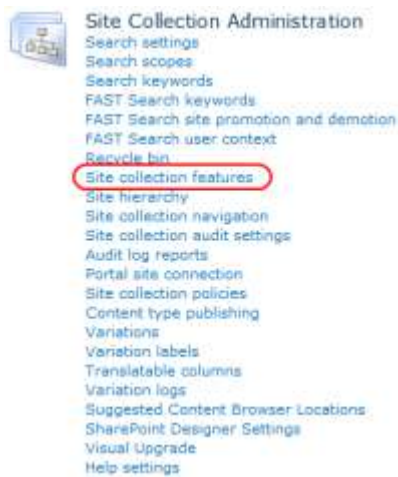 Site Collection Administration
Search settings
Search scopes
Search keywords
FAST Search keywords
FAST Search site promotion and demotion
FAST Search user context
Recycle bin
Site collection features
Site hierarchy
Site collection navigation
Site collection audit settings
Audit log reports
Portal site connection
Site collection policies
Content type publishing
Variations
Variation labels
Translatable columns
Variation logs
Suggested Content Browser Locations
SharePoint Designer Settings
Visual Upgrade
Help settings